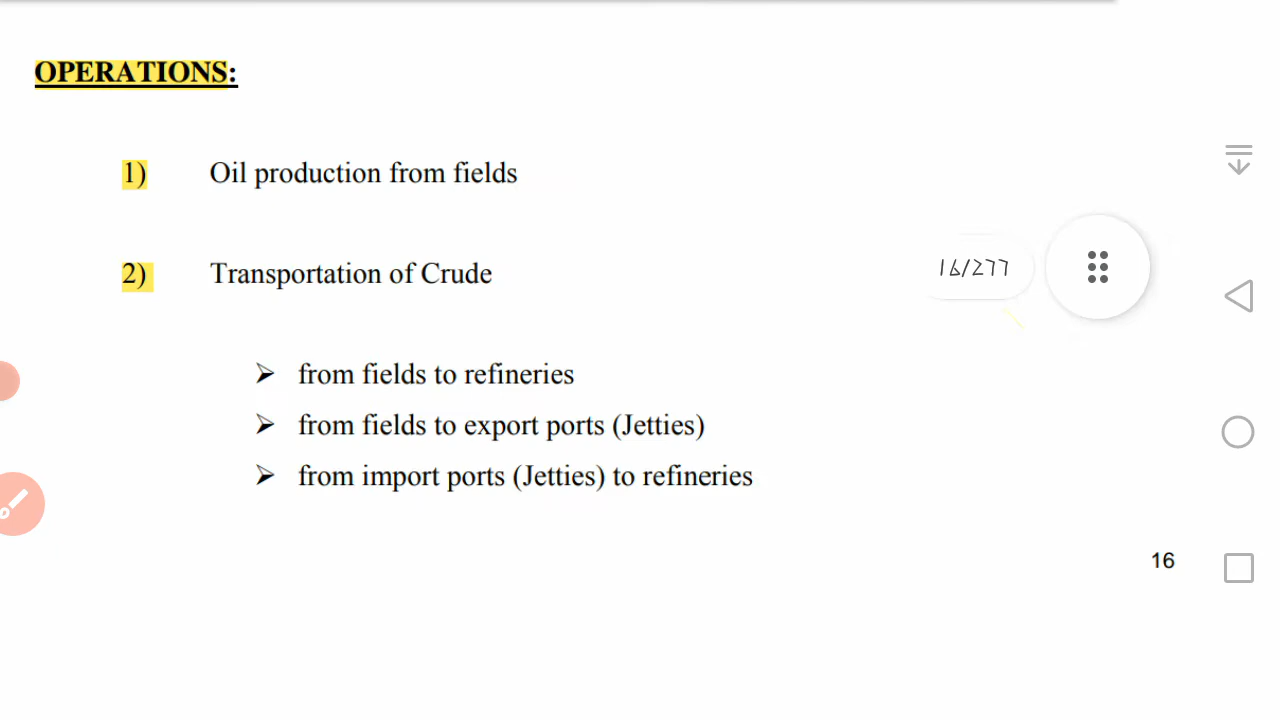 OPERATIONS:
1) Oil production from fields
2) Transportation of Crude
16/277
➢ from fields to refineries
➢ from fields to export ports (Jetties)
➢ from import ports (Jetties) to refineries
16